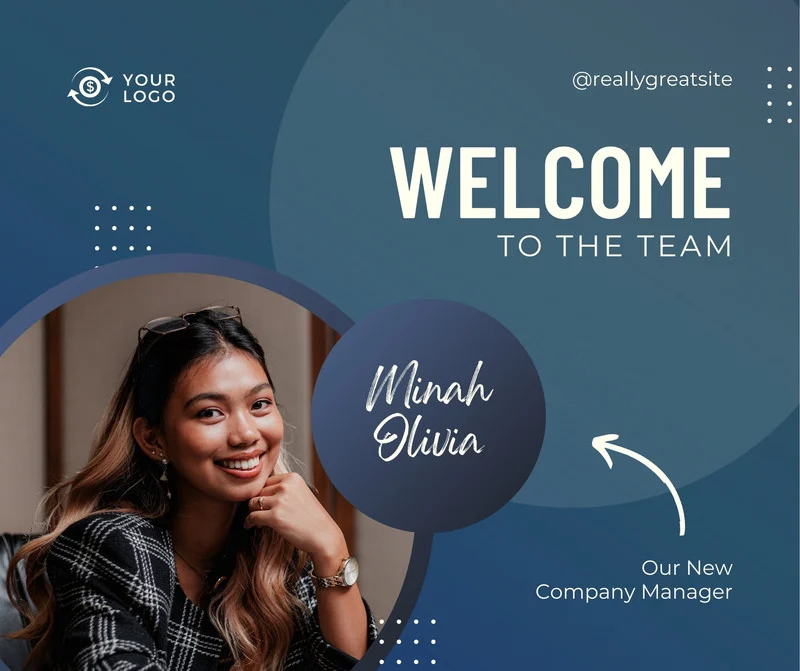 YOUR
LOGO
@reallygreatsite
WELCOME
TO THE TEAM
Minah
Olivia
Our New
Company Manager